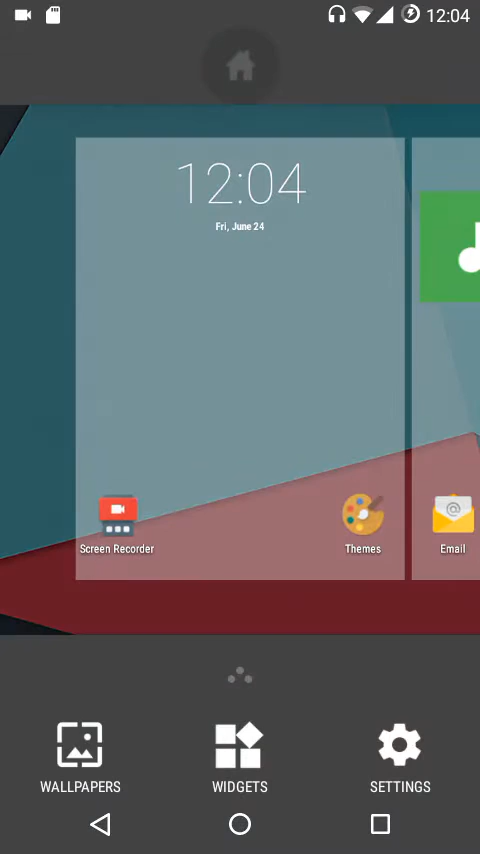 12:04
12:04
Fri, June 24
Screen Recorder
Themes
Email
WALLPAPERS
WIDGETS
SETTINGS